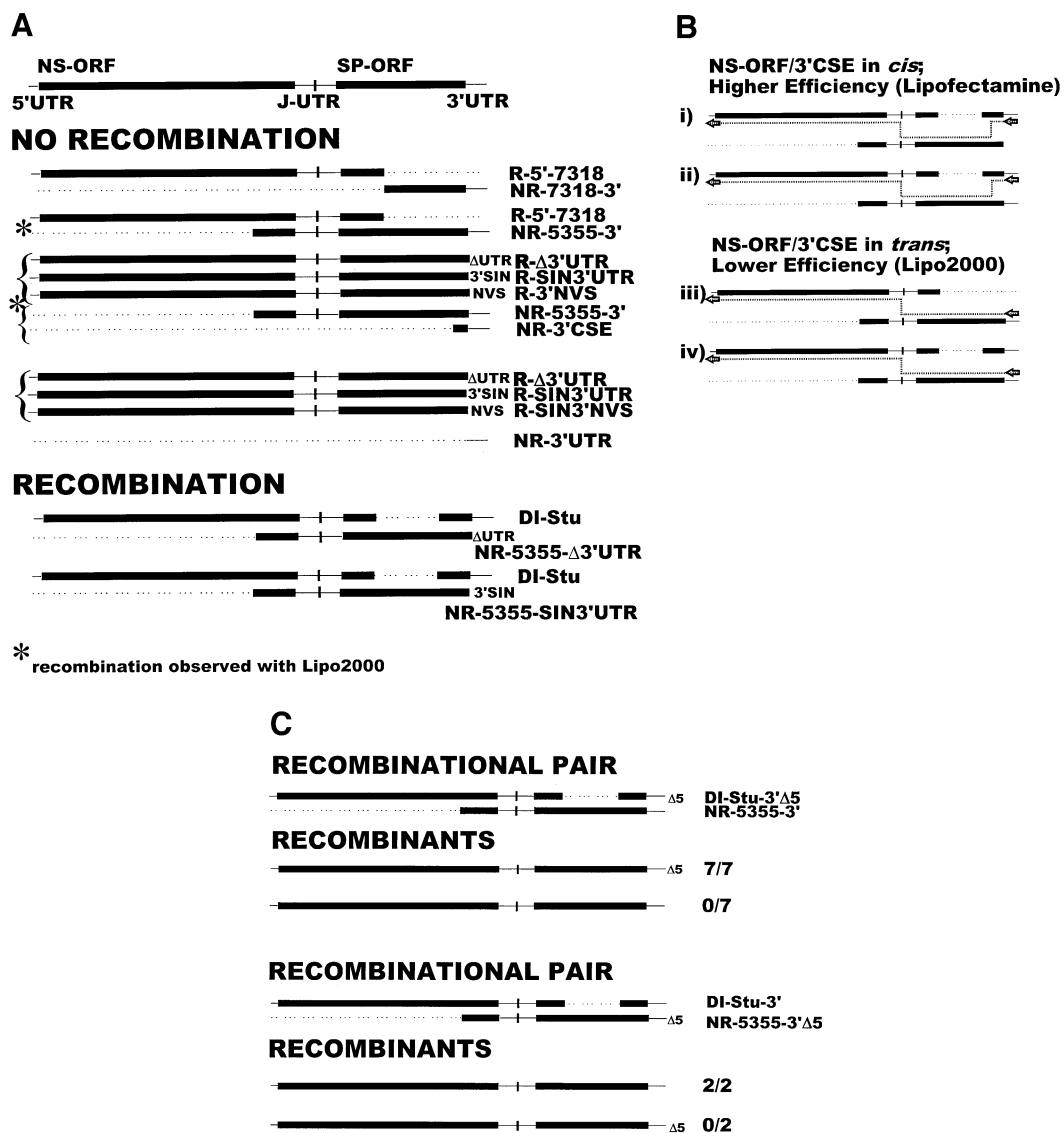 A
NS-ORF SP-ORF
5'UTR J-UTR 3'UTR
NO RECOMBINATION
R-5'-7318
NR-7318-3'
R-5'-7318
* NR-5355-3'
{ ΔUTR R-Δ3'UTR
3'SIN R-SIN3'UTR
NVS R-3'NVS
* { NR-5355-3'
NR-3'CSE
{ ΔUTR R-Δ3'UTR
3'SIN R-SIN3'UTR
NVS R-SIN3'NVS
NR-3'UTR
RECOMBINATION
DI-Stu
ΔUTR
NR-5355-Δ3'UTR
DI-Stu
3'SIN
NR-5355-SIN3'UTR
* recombination observed with Lipo2000
B
NS-ORF/3'CSE in cis;
Higher Efficiency (Lipofectamine)
i)
ii)
NS-ORF/3'CSE in trans;
Lower Efficiency (Lipo2000)
iii)
iv)
C
RECOMBINATIONAL PAIR
Δ5 DI-Stu-3'Δ5
NR-5355-3'
RECOMBINANTS
Δ5 7/7
0/7
RECOMBINATIONAL PAIR
DI-Stu-3'
Δ5 NR-5355-3'Δ5
RECOMBINANTS
2/2
Δ5 0/2